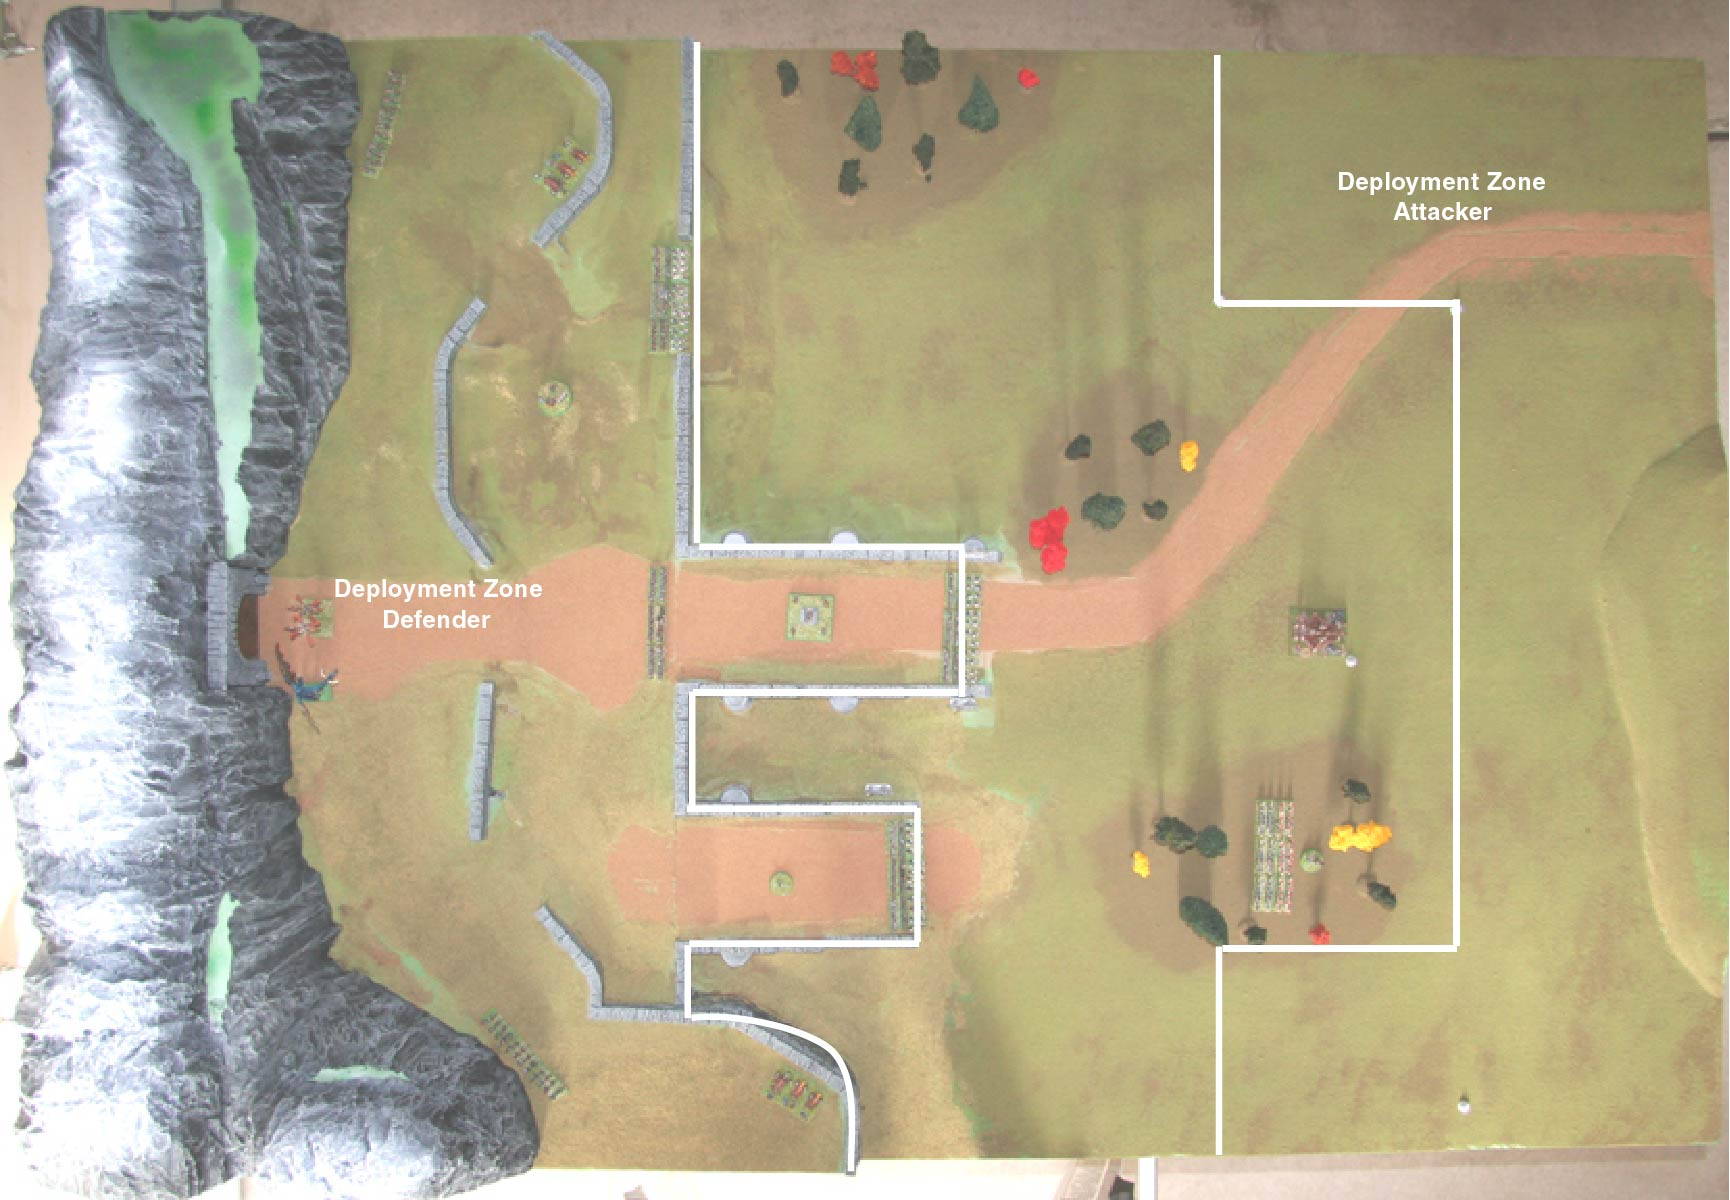 Deployment Zone
Attacker
Deployment Zone
Defender